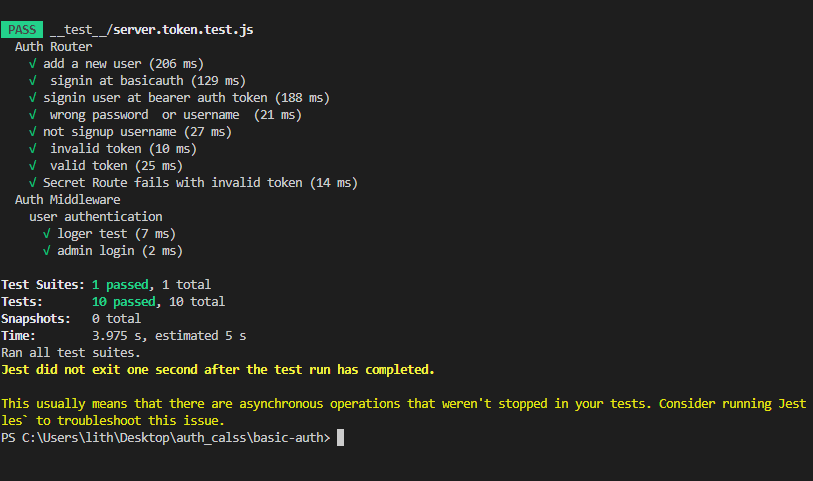 PASS __test__/server.token.test.js
Auth Router
√ add a new user (206 ms)
√  signin at basicauth (129 ms)
√ signin user at bearer auth token (188 ms)
√  wrong password  or username  (21 ms)
√ not signup username (27 ms)
√  invalid token (10 ms)
√  valid token (25 ms)
√ Secret Route fails with invalid token (14 ms)
Auth Middleware
user authentication
√ loger test (7 ms)
√ admin login (2 ms)
Test Suites: 1 passed, 1 total
Tests:       10 passed, 10 total
Snapshots:   0 total
Time:        3.975 s, estimated 5 s
Ran all test suites.
Jest did not exit one second after the test run has completed.
This usually means that there are asynchronous operations that weren't stopped in your tests. Consider running Jest
les` to troubleshoot this issue.
PS C:\Users\lith\Desktop\auth_calss\basic-auth>